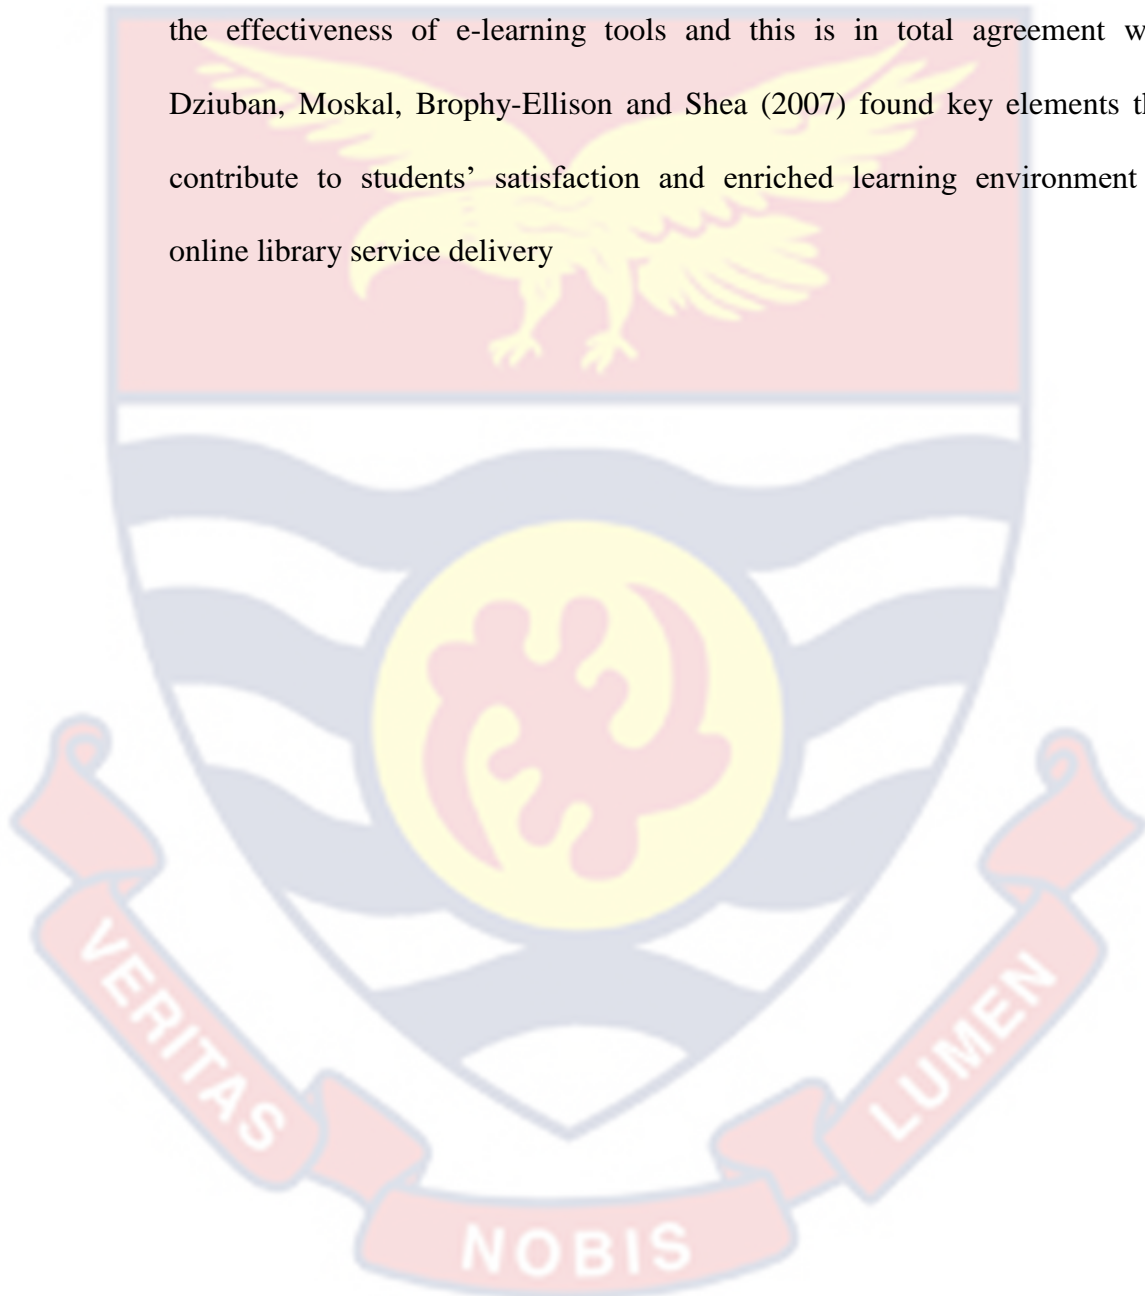 the effectiveness of e-learning tools and this is in total agreement w
Dziuban, Moskal, Brophy-Ellison and Shea (2007) found key elements th
contribute to students’ satisfaction and enriched learning environment
online library service delivery
VERITAS
NOBIS
LUMEN